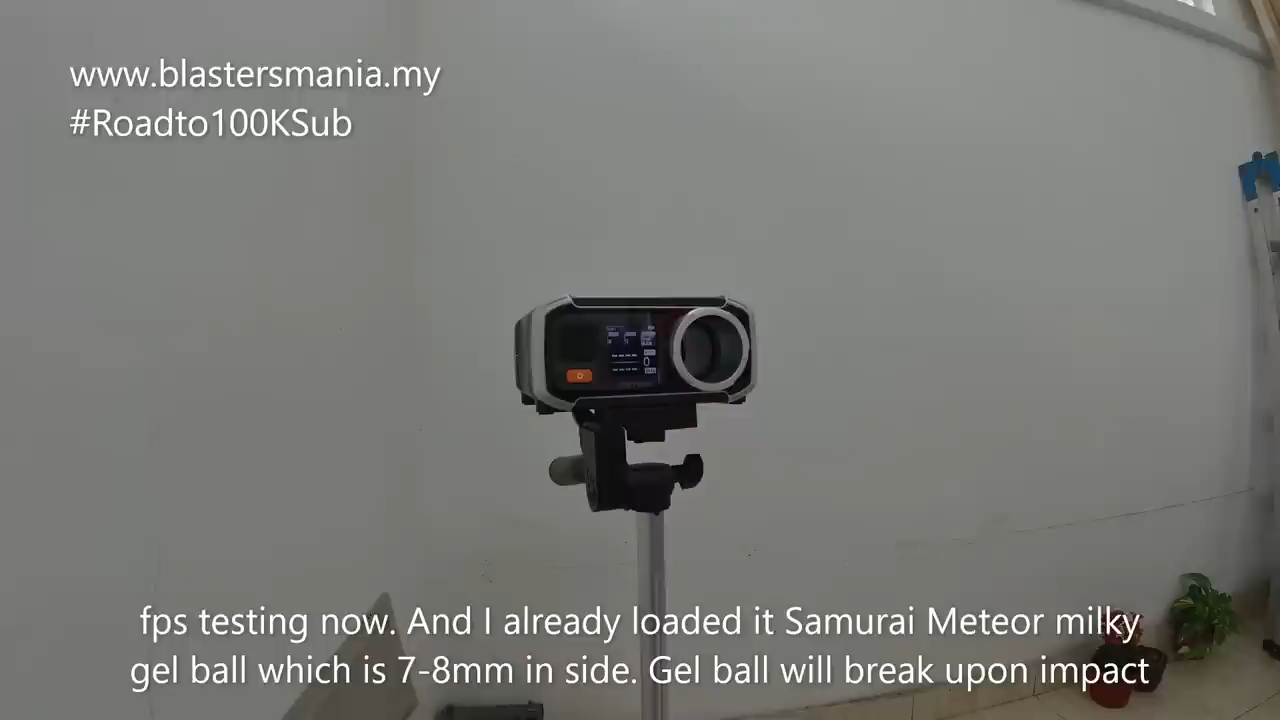 www.blastersmania.my
#Roadto100KSub
fps testing now. And I already loaded it Samurai Meteor milky
gel ball which is 7-8mm in side. Gel ball will break upon impact